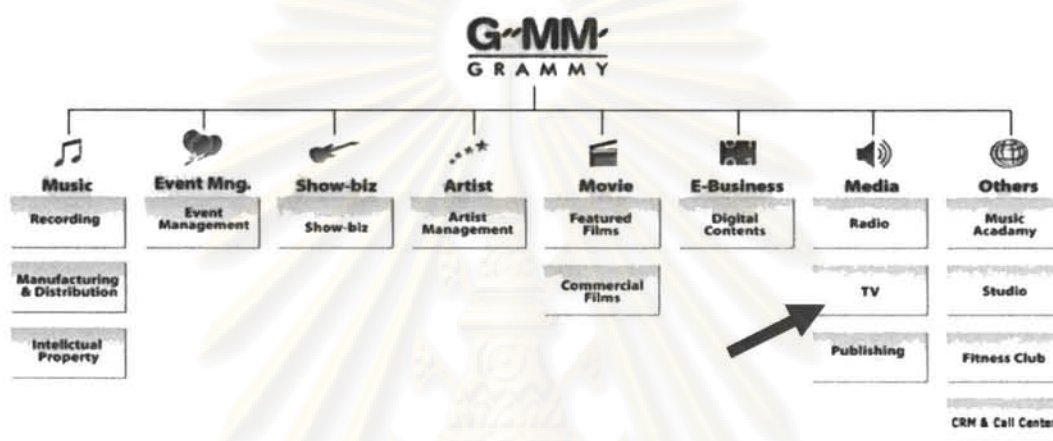 G MM
GRAMMY
Music
Recording
Manufacturing
& Distribution
Intellctual
Property
Event Mng.
Event
Management
Show-biz
Show-biz
Artist
Artist
Management
Movie
Featured
Films
Commercial
Films
E-Business
Digital
Contents
Media
Radio
TV
Publishing
Others
Music
Acadamy
Studio
Fitness Club
CRM & Call Center